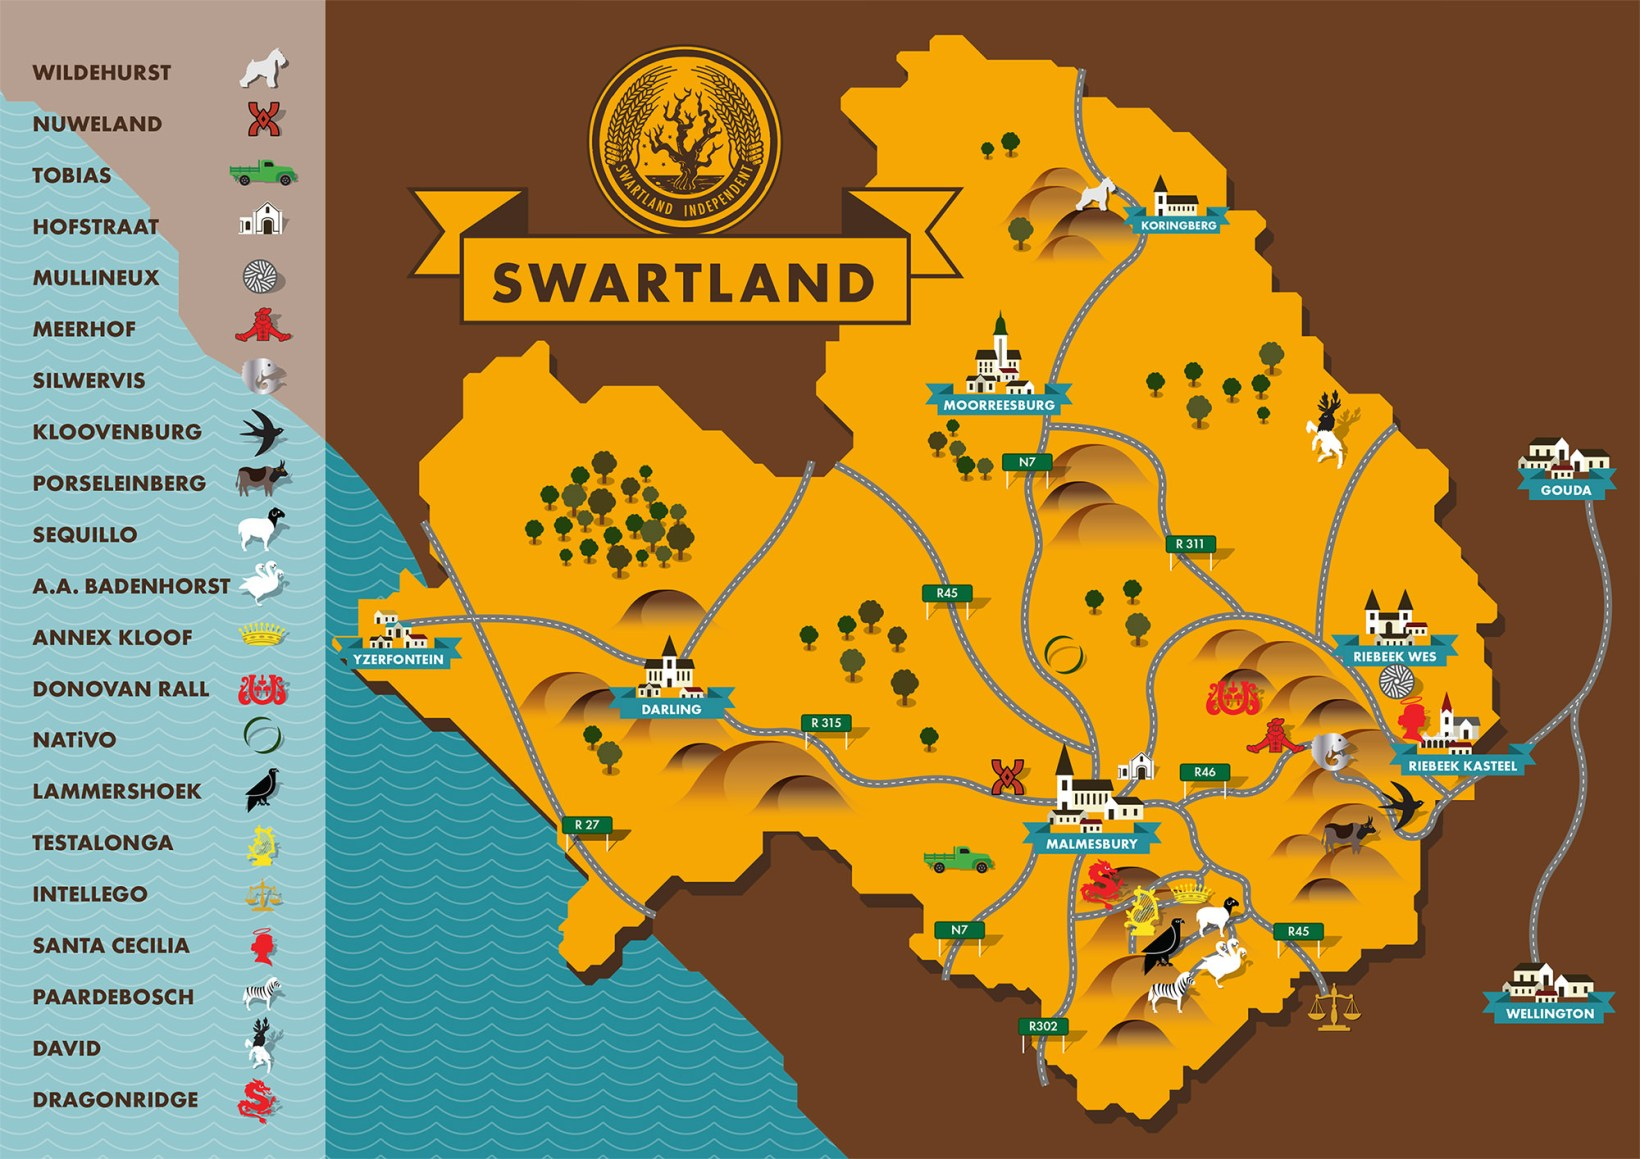 WILDEHURST
NUWELAND
TOBIAS
HOFSTRAAT
MULLINEUX
MEERHOF
SILWERVIS
KLOOVENBURG
PORSELEINBERG
SEQUILLO
A.A. BADENHORST
ANNEX KLOOF
DONOVAN RALL
NATiVO
LAMMERSHOEK
TESTALONGA
INTELLEGO
SANTA CECILIA
PAARDEBOSCH
DAVID
DRAGONRIDGE
SWARTLAND INDEPENDENT
SWARTLAND
KORINGBERG
MOORREESBURG
N7
GOUDA
R 311
R45
RIEBEEK WES
YZERFONTEIN
DARLING
R 315
RIEBEEK KASTEEL
R46
R 27
MALMESBURY
N7
R45
WELLINGTON
R302